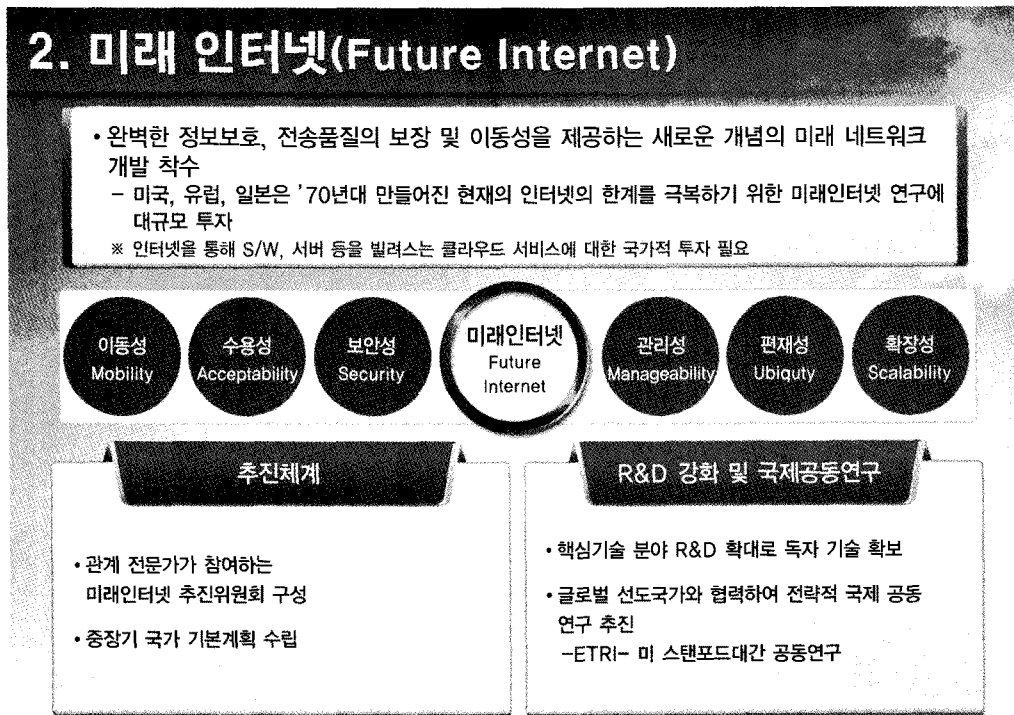 2. 미래 인터넷(Future Internet)
• 완벽한 정보보호, 전송품질의 보장 및 이동성을 제공하는 새로운 개념의 미래 네트워크
개발 착수
- 미국, 유럽, 일본은 '70년대 만들어진 현재의 인터넷의 한계를 극복하기 위한 미래인터넷 연구에
대규모 투자
※ 인터넷을 통해 S/W, 서버 등을 빌려스는 클라우드 서비스에 대한 국가적 투자 필요
이동성
Mobility
수용성
Acceptability
보안성
Security
미래인터넷
Future
Internet
관리성
Manageability
편재성
Ubiquty
확장성
Scalability
추진체계
• 관계 전문가가 참여하는
미래인터넷 추진위원회 구성
• 중장기 국가 기본계획 수립
R&D 강화 및 국제공동연구
• 핵심기술 분야 R&D 확대로 독자 기술 확보
• 글로벌 선도국가와 협력하여 전략적 국제 공동
연구 추진
-ETRI- 미 스탠포드대간 공동연구